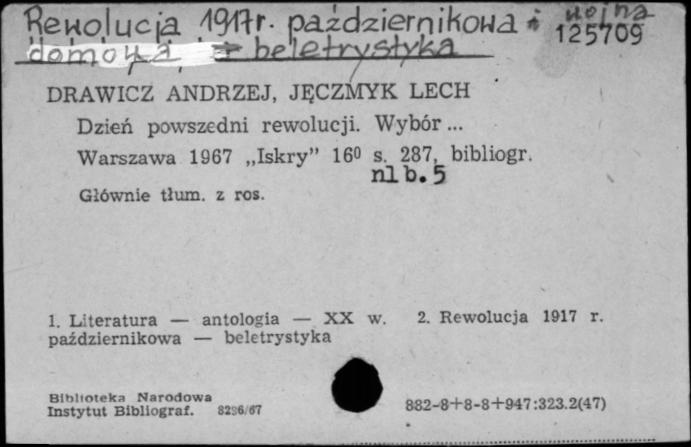 Rewolucja 1917r. październikowa i wojna
domowa - beletrystyka
125709
DRAWICZ ANDRZEJ, JĘCZMYK LECH
Dzień powszedni rewolucji. Wybór ...
Warszawa 1967 „Iskry” 16⁰ s. 287, bibliogr.
nlb. 5
Głównie tłum. z ros.
1. Literatura — antologia — XX w. 2. Rewolucja 1917 r.
październikowa — beletrystyka
Biblioteka Narodowa
Instytut Bibliograf. 8296/67
882-8+8-8+947:323.2(47)